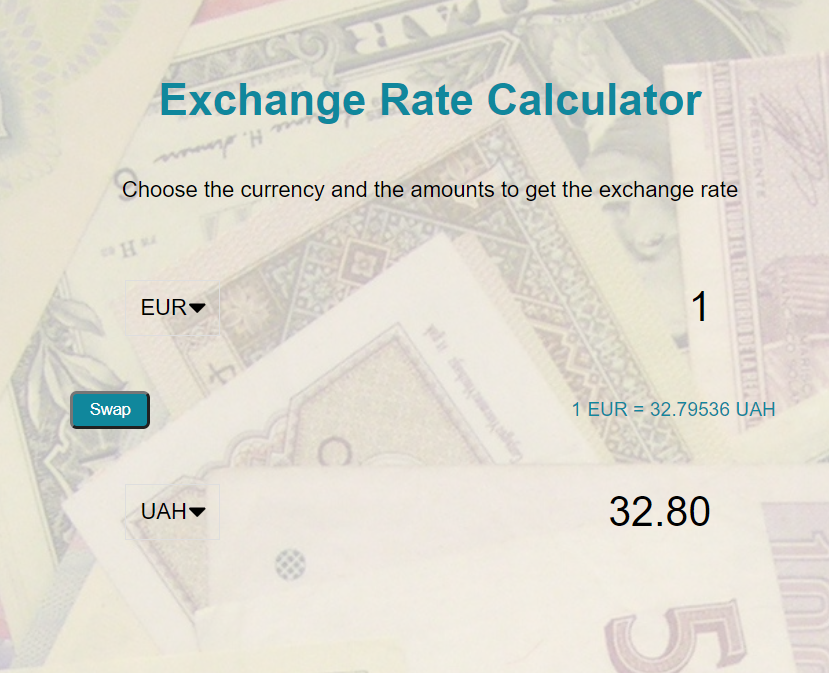 Exchange Rate Calculator
Choose the currency and the amounts to get the exchange rate
EUR
1
Swap
1 EUR = 32.79536 UAH
UAH
32.80
5